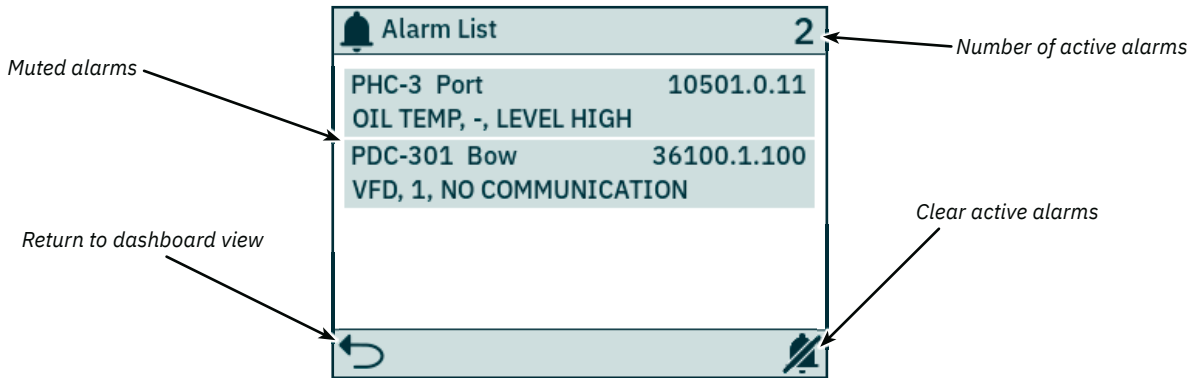 Alarm List 2
Number of active alarms
Muted alarms
PHC-3 Port 10501.0.11
OIL TEMP, -, LEVEL HIGH
PDC-301 Bow 36100.1.100
VFD, 1, NO COMMUNICATION
Clear active alarms
Return to dashboard view